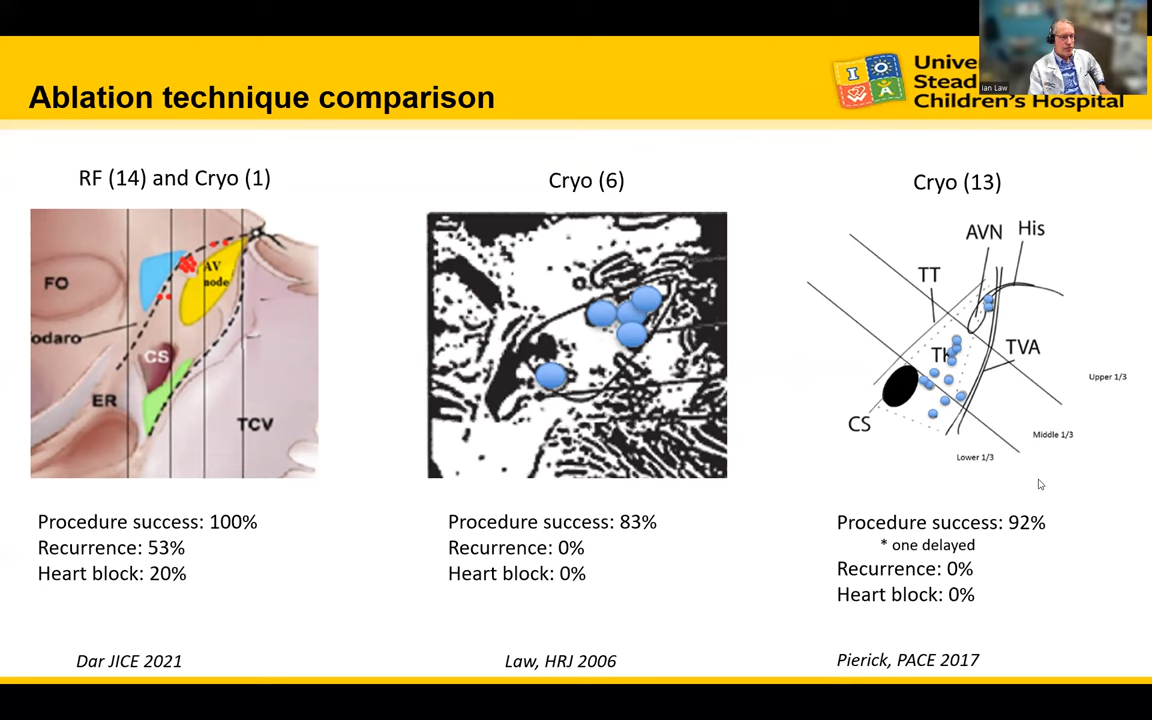 Ablation technique comparison
I
O
W
A
Unive
Stead
Children's Hospital
Ian Law
RF (14) and Cryo (1)
Cryo (6)
Cryo (13)
FO
AV
node
odaro
CS
ER
TCV
AVN
His
TT
TVA
CS
Upper 1/3
Middle 1/3
Lower 1/3
Procedure success: 100%
Recurrence: 53%
Heart block: 20%
Procedure success: 83%
Recurrence: 0%
Heart block: 0%
Procedure success: 92%
* one delayed
Recurrence: 0%
Heart block: 0%
Dar JICE 2021
Law, HRJ 2006
Pierick, PACE 2017